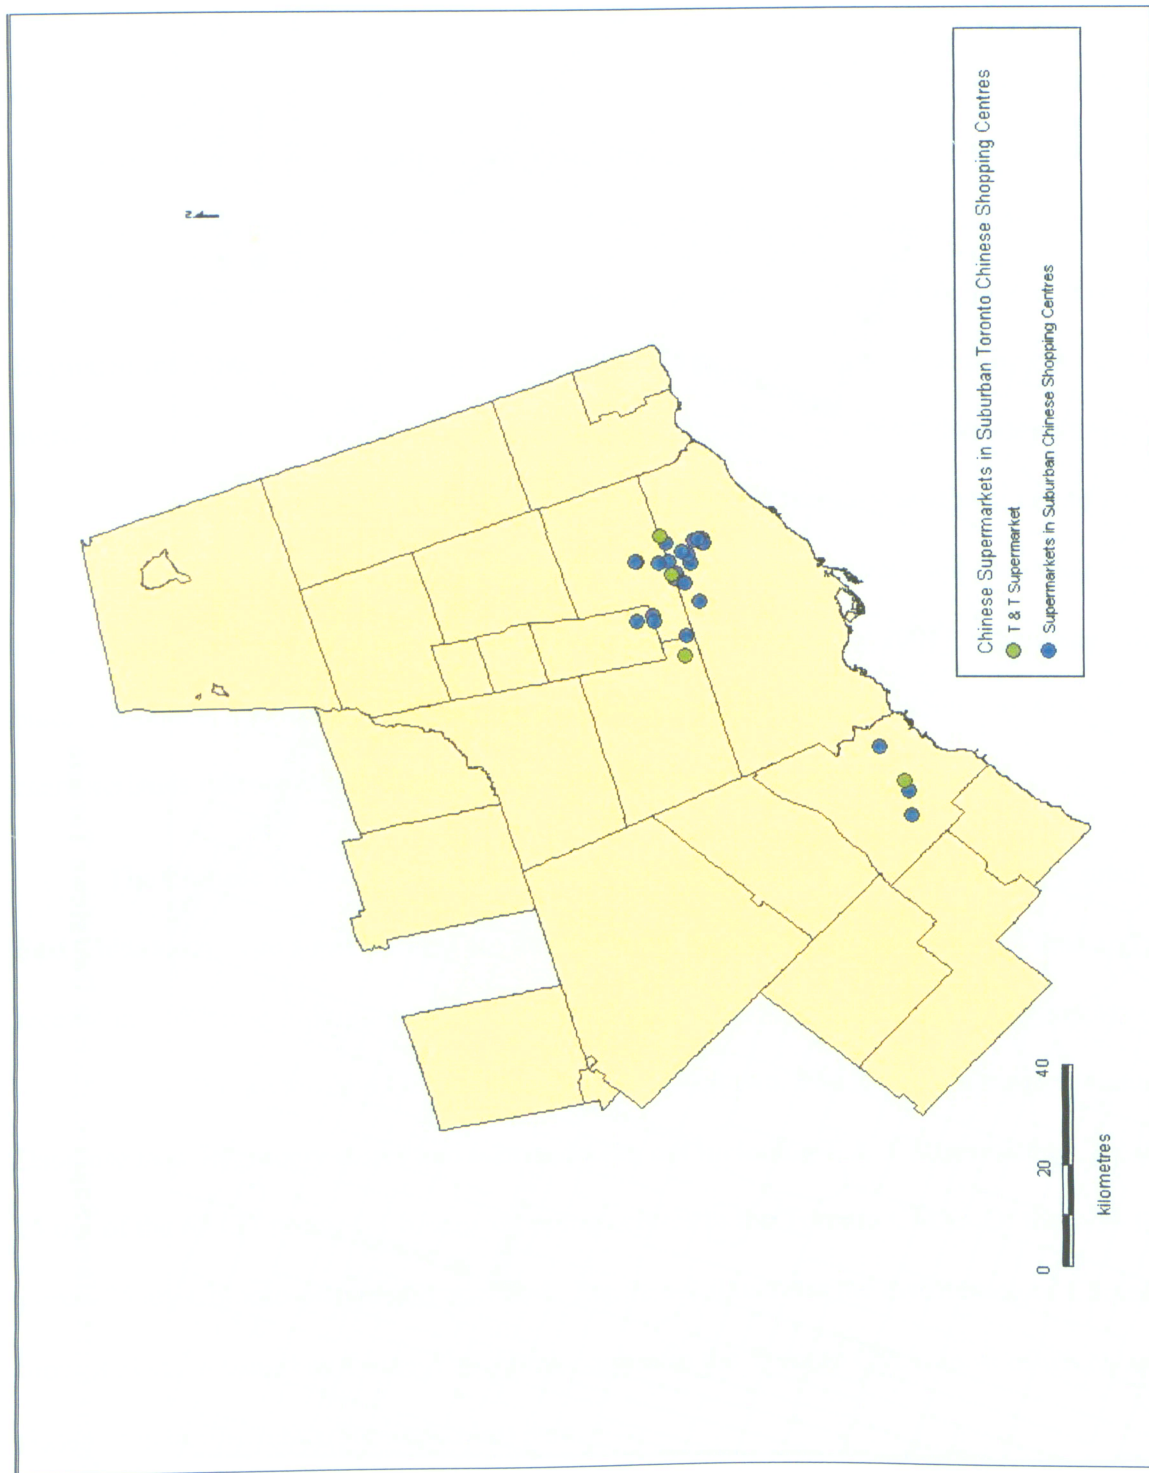 N
Chinese Supermarkets in Suburban Toronto Chinese Shopping Centres
T & T Supermarket
Supermarkets in Suburban Chinese Shopping Centres
0 20 40
kilometres